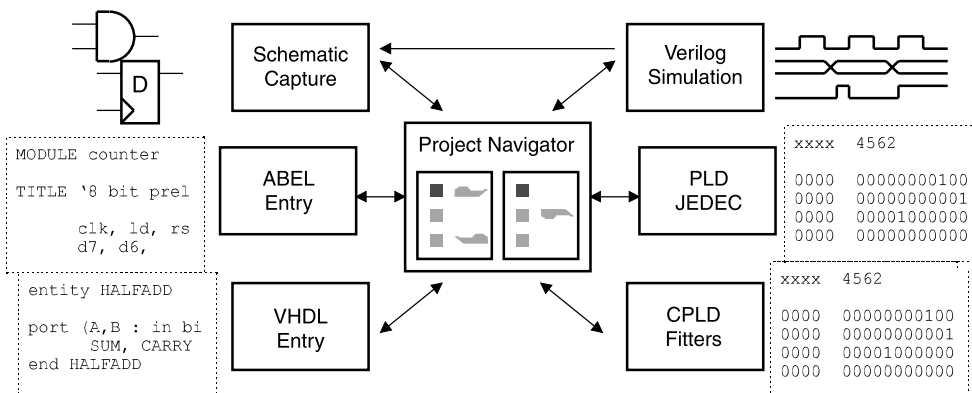 Schematic
Capture
Verilog
Simulation
D
Project Navigator
MODULE counter
TITLE ‘8 bit prel
clk, ld, rs
d7, d6,
ABEL
Entry
PLD
JEDEC
xxxx 4562
0000 00000000100
0000 00000000001
0000 00001000000
0000 00000000000
entity HALFADD
port (A,B : in bi
SUM, CARRY
end HALFADD
VHDL
Entry
CPLD
Fitters
xxxx 4562
0000 00000000100
0000 00000000001
0000 00001000000
0000 00000000000